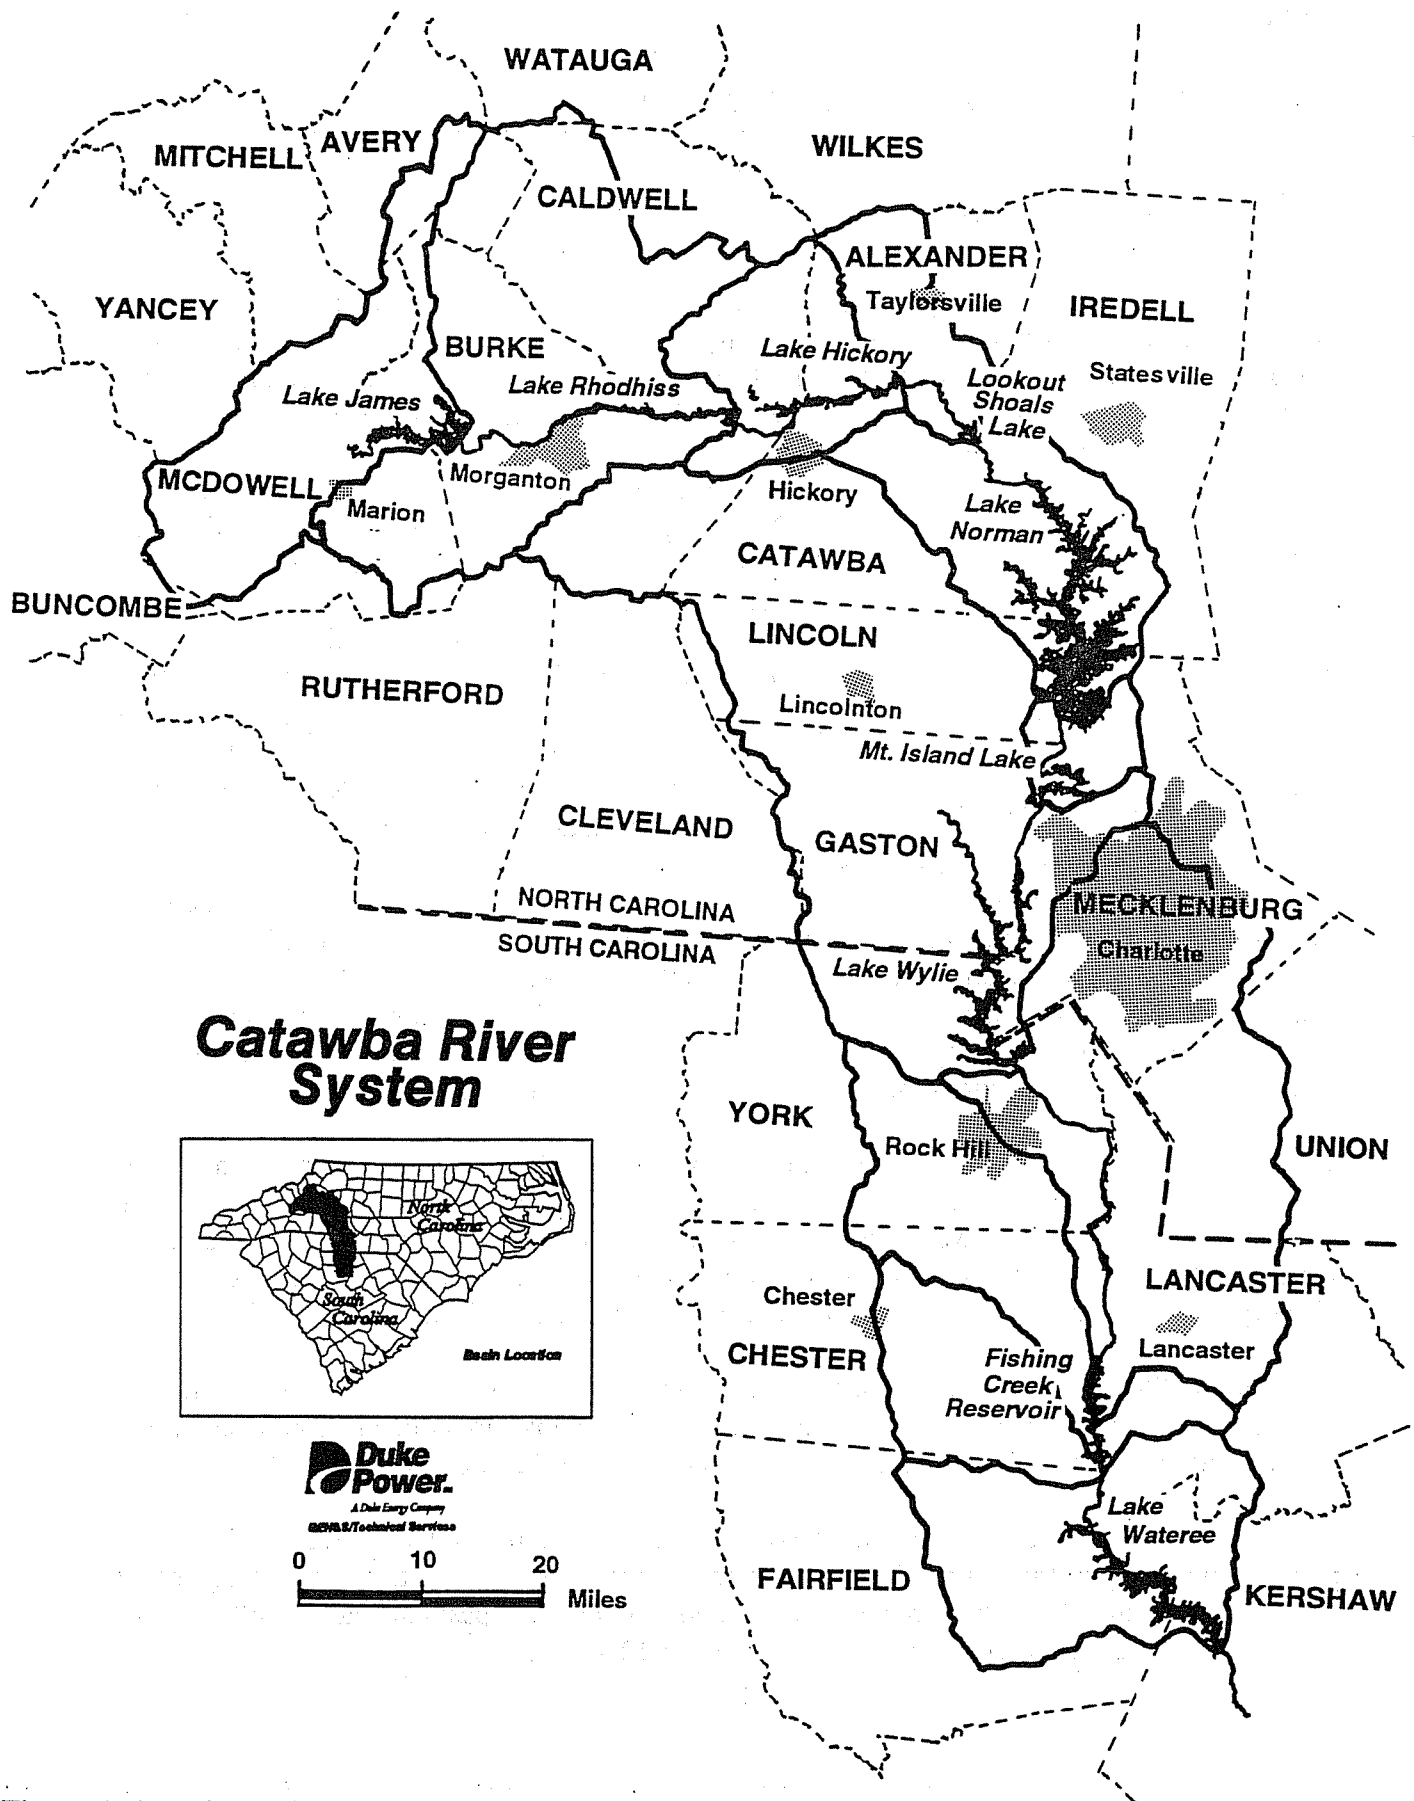 WATAUGA
AVERY
MITCHELL
WILKES
CALDWELL
ALEXANDER
Taylorsville
YANCEY
IREDELL
BURKE
Lake Hickory
Lake Rhodhiss
Statesville
Lookout
Shoals
Lake
Lake James
MCDOWELL
Morganton
Marion
Hickory
Lake
Norman
CATAWBA
BUNCOMBE
LINCOLN
RUTHERFORD
Lincolnton
Mt. Island Lake
CLEVELAND
GASTON
NORTH CAROLINA
SOUTH CAROLINA
MECKLENBURG
Charlotte
Lake Wylie
Catawba River
System
YORK
Rock Hill
UNION
North
Carolina
South
Carolina
Basin Location
LANCASTER
Chester
CHESTER
Lancaster
Fishing
Creek
Reservoir
Duke
Power.
A Duke Energy Company
Lake
Wateree
0 10 20
Miles
FAIRFIELD
KERSHAW